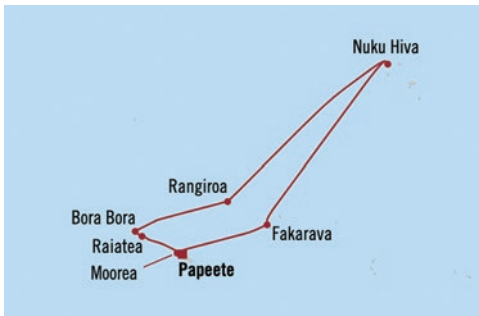 Nuku Hiva
Rangiroa
Bora Bora
Fakarava
Raiatea
Moorea
Papeete